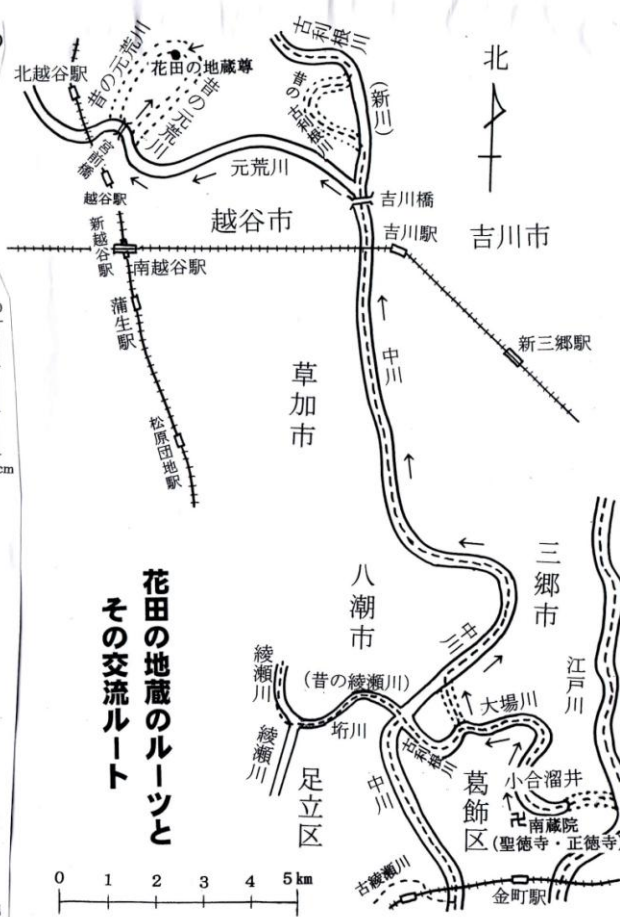 北越谷駅
昔の元荒川
花田の地蔵尊
昔の元荒川
古利根川
昔の古利根川
(新川)
北
宮前橋
元荒川
越谷駅
越谷市
吉川橋
吉川駅
吉川市
新越谷駅
南越谷駅
蒲生駅
中川
新三郷駅
草加市
松原団地駅
cm
三郷市
八潮市
中川
江戸川
綾瀬川
(昔の綾瀬川)
大場川
垳川
古利根川
綾瀬川
足立区
中川
葛飾区
小合溜井
卍南蔵院
(聖徳寺・正徳寺)
古綾瀬川
金町駅
花田の地蔵のルーツと
その交流ルート
0 1 2 3 4 5km